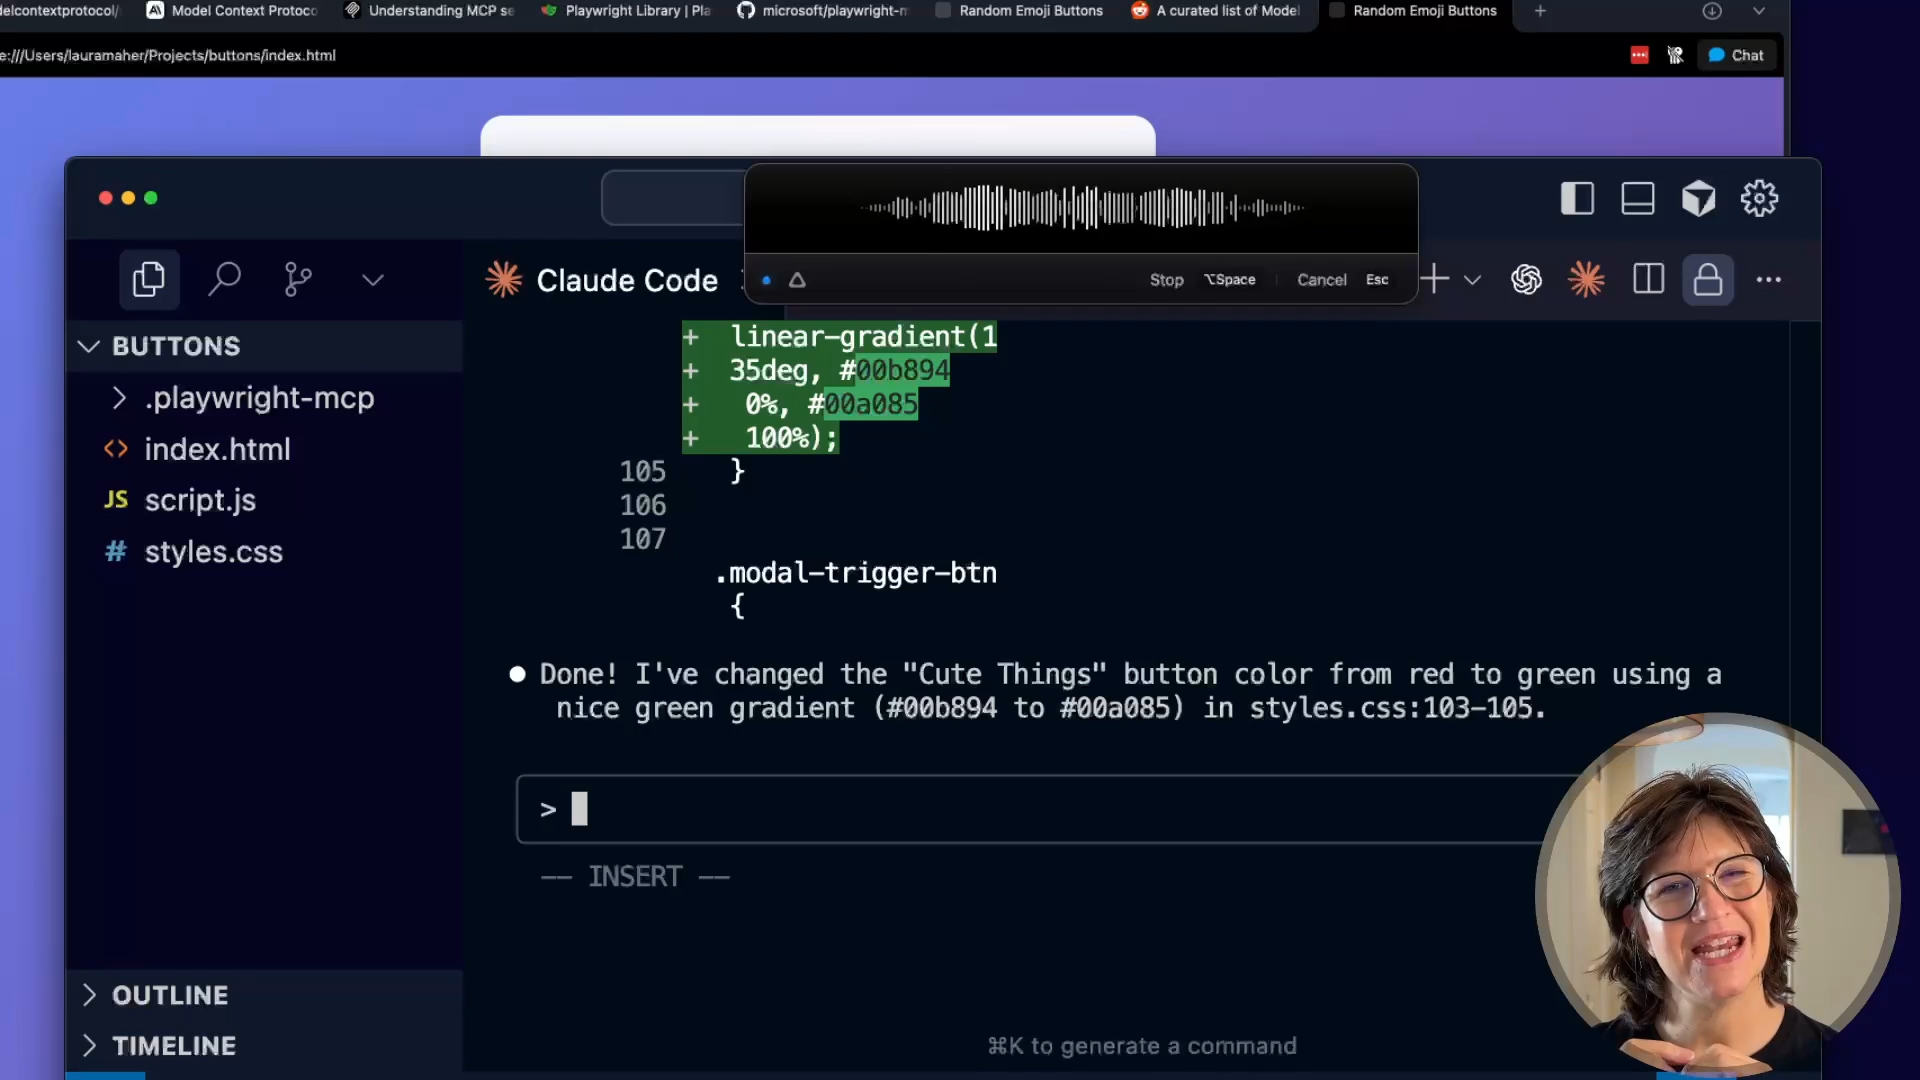 delcontextprotocol/
Model Context Protoco
Understanding MCP se
Playwright Library | Pla
microsoft/playwright-m
Random Emoji Buttons
A curated list of Model
Random Emoji Buttons
e:///Users/lauramaher/Projects/buttons/index.html
Chat
Claude Code
Stop ⌥Space Cancel Esc
BUTTONS
.playwright-mcp
index.html
JS script.js
# styles.css
+ linear-gradient(1
+ 35deg, #00b894
+ 0%, #00a085
+ 100%);
105 }
106
107
.modal-trigger-btn
{
Done! I've changed the "Cute Things" button color from red to green using a
nice green gradient (#00b894 to #00a085) in styles.css:103-105.
>
-- INSERT --
OUTLINE
TIMELINE
⌘K to generate a command